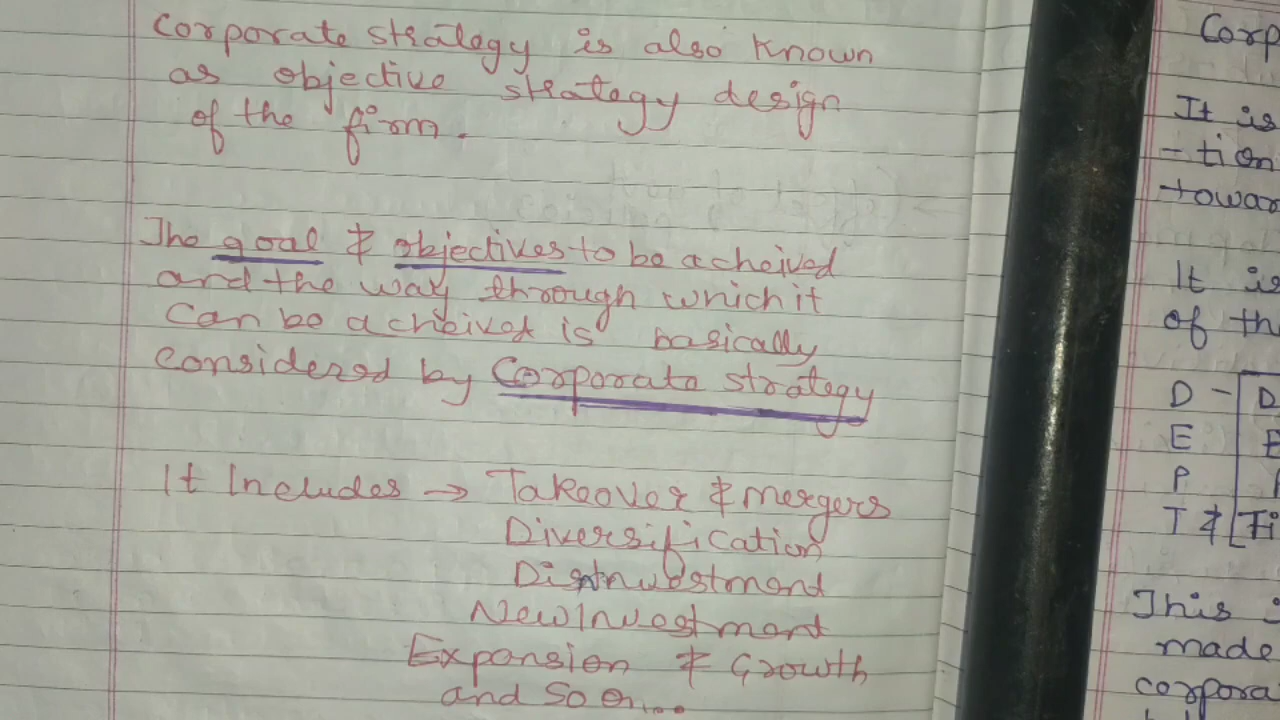 Corporate strategy is also known
as objective strategy design
of the firm.
The goal & objectives to be acheived
and the way through which it
Can be acheived is basically
considered by Corporate strategy
It Includes → Takeover & mergers
Diversification
New Investment
Expansion & Growth
and So on...
Corp
It is
-tion
towar
It is
of th
D - D
E E
P
T & Ti
This i
made
corpora